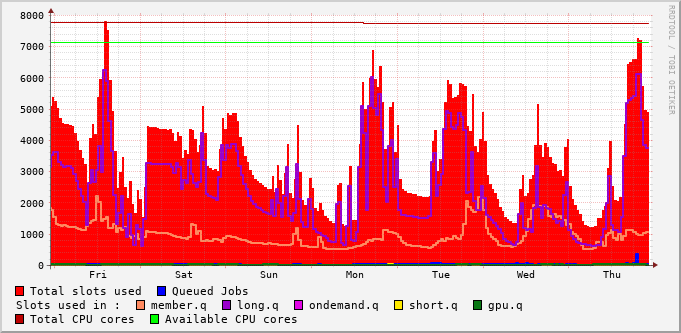 8000
7000
6000
5000
4000
3000
2000
1000
0
Fri Sat Sun Mon Tue Wed Thu
RRDTOOL / TOBI OETIKER
Total slots used Queued Jobs
Slots used in : member.q long.q ondemand.q short.q gpu.q
Total CPU cores Available CPU cores